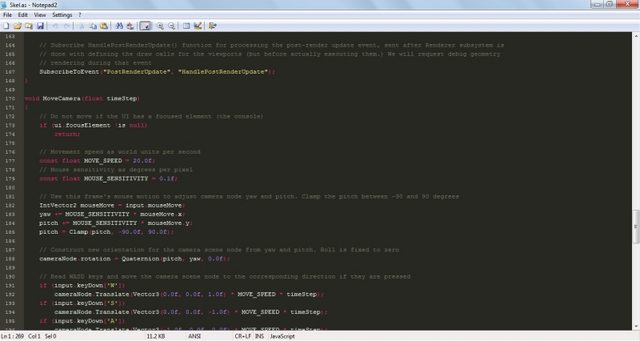 Skel.as - Notepad2
File Edit View Settings ?
163
164 // Subscribe HandlePostRenderUpdate() function for processing the post-render update event, sent after Renderer subsystem is
165 // done with defining the draw calls for the viewports (but before actually executing them.) We will request debug geometry
166 // rendering during that event
167 SubscribeToEvent("PostRenderUpdate", "HandlePostRenderUpdate");
168 }
169
170 void MoveCamera(float timeStep)
171 {
172 // Do not move if the UI has a focused element (the console)
173 if (ui.focusElement !is null)
174 return;
175
176 // Movement speed as world units per second
177 const float MOVE_SPEED = 20.0f;
178 // Mouse sensitivity as degrees per pixel
179 const float MOUSE_SENSITIVITY = 0.1f;
180
181 // Use this frame's mouse motion to adjust camera node yaw and pitch. Clamp the pitch between -90 and 90 degrees
182 IntVector2 mouseMove = input.mouseMove;
183 yaw += MOUSE_SENSITIVITY * mouseMove.x;
184 pitch += MOUSE_SENSITIVITY * mouseMove.y;
185 pitch = Clamp(pitch, -90.0f, 90.0f);
186
187 // Construct new orientation for the camera scene node from yaw and pitch. Roll is fixed to zero
188 cameraNode.rotation = Quaternion(pitch, yaw, 0.0f);
189
190 // Read WASD keys and move the camera scene node to the corresponding direction if they are pressed
191 if (input.keyDown['W'])
192 cameraNode.Translate(Vector3(0.0f, 0.0f, 1.0f) * MOVE_SPEED * timeStep);
193 if (input.keyDown['S'])
194 cameraNode.Translate(Vector3(0.0f, 0.0f, -1.0f) * MOVE_SPEED * timeStep);
195 if (input.keyDown['A'])
196 cameraNode.Translate(Vector3(-1.0f, 0.0f, 0.0f) * MOVE_SPEED * timeStep);
Ln 1 : 269 Col 1 Sel 0 11.2 KB ANSI CR+LF INS JavaScript